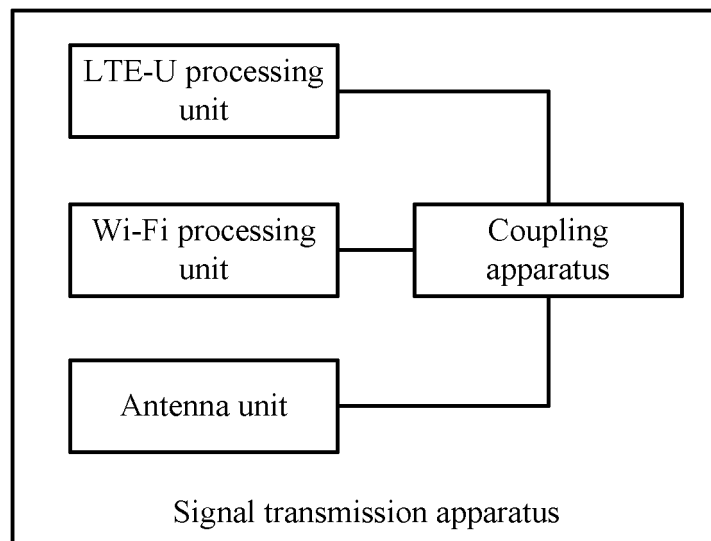 LTE-U processing
unit
Wi-Fi processing
unit
Coupling
apparatus
Antenna unit
Signal transmission apparatus